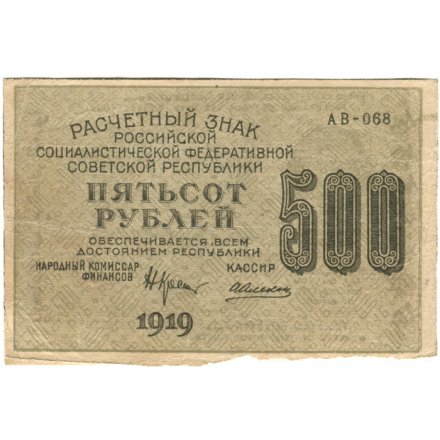 РАСЧЕТНЫЙ ЗНАК
АВ-068
РОССИЙСКОЙ
СОЦИАЛИСТИЧЕСКОЙ ФЕДЕРАТИВНОЙ
СОВЕТСКОЙ РЕСПУБЛИКИ
ПЯТЬСОТ
РУБЛЕЙ
500
ОБЕСПЕЧИВАЕТСЯ ВСЕМ
ДОСТОЯНИЕМ РЕСПУБЛИКИ
НАРОДНЫЙ КОМИССАР
ФИНАНСОВ
КАССИР
1919